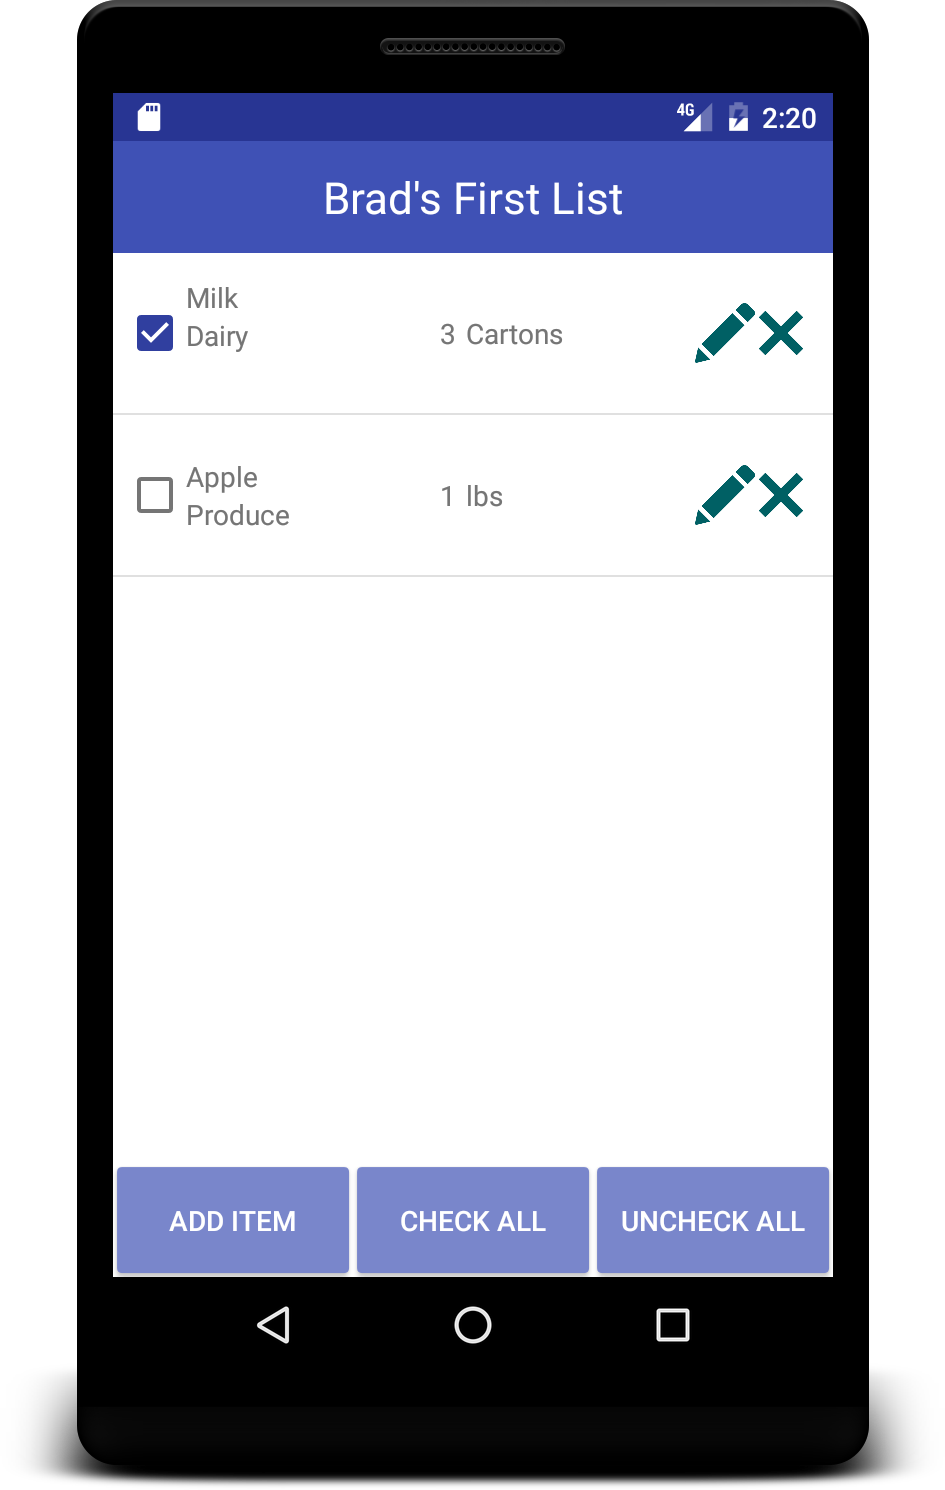 4G 2:20
Brad's First List
Milk
Dairy
3 Cartons
Apple
Produce
1 lbs
ADD ITEM CHECK ALL UNCHECK ALL